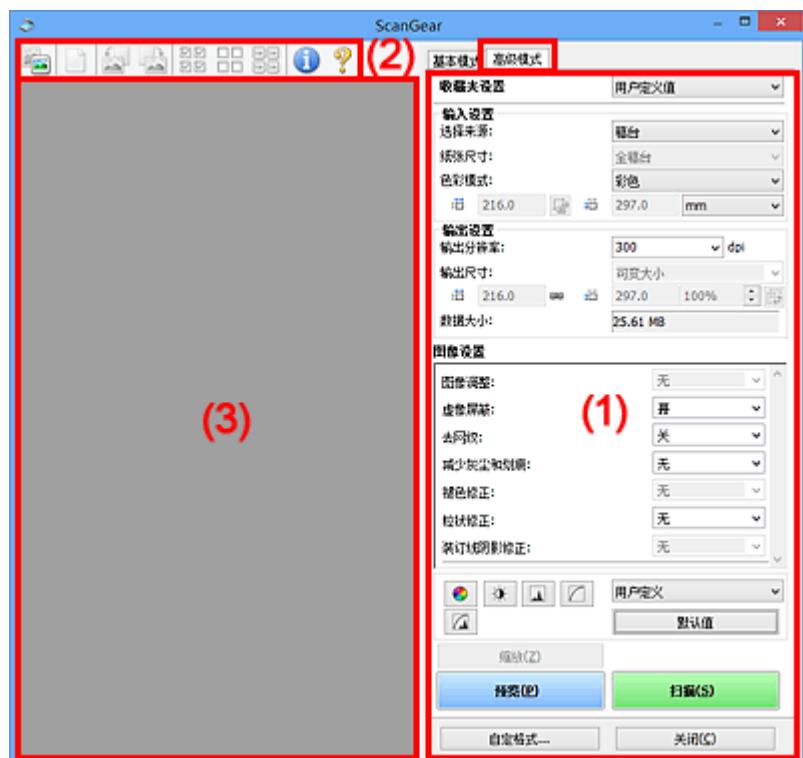 ScanGear
(2) 基本模式 高级模式
收藏夹设置 用户定义值
输入设置
选择来源: 稿台
纸张尺寸: 全稿台
色彩模式: 彩色
216.0 297.0 mm
输出设置
输出分辨率: 300 dpi
输出尺寸: 可变大小
216.0 297.0 100%
数据大小: 25.61 MB
图像设置
图像调整: 无
虚像屏蔽: 开
(3) (1)
去网纹: 关
减少灰尘和划痕: 无
褪色修正: 无
粒状修正: 无
装订线阴影修正: 无
用户定义
默认值
缩放(Z)
预览(P) 扫描(S)
自定格式... 关闭(C)